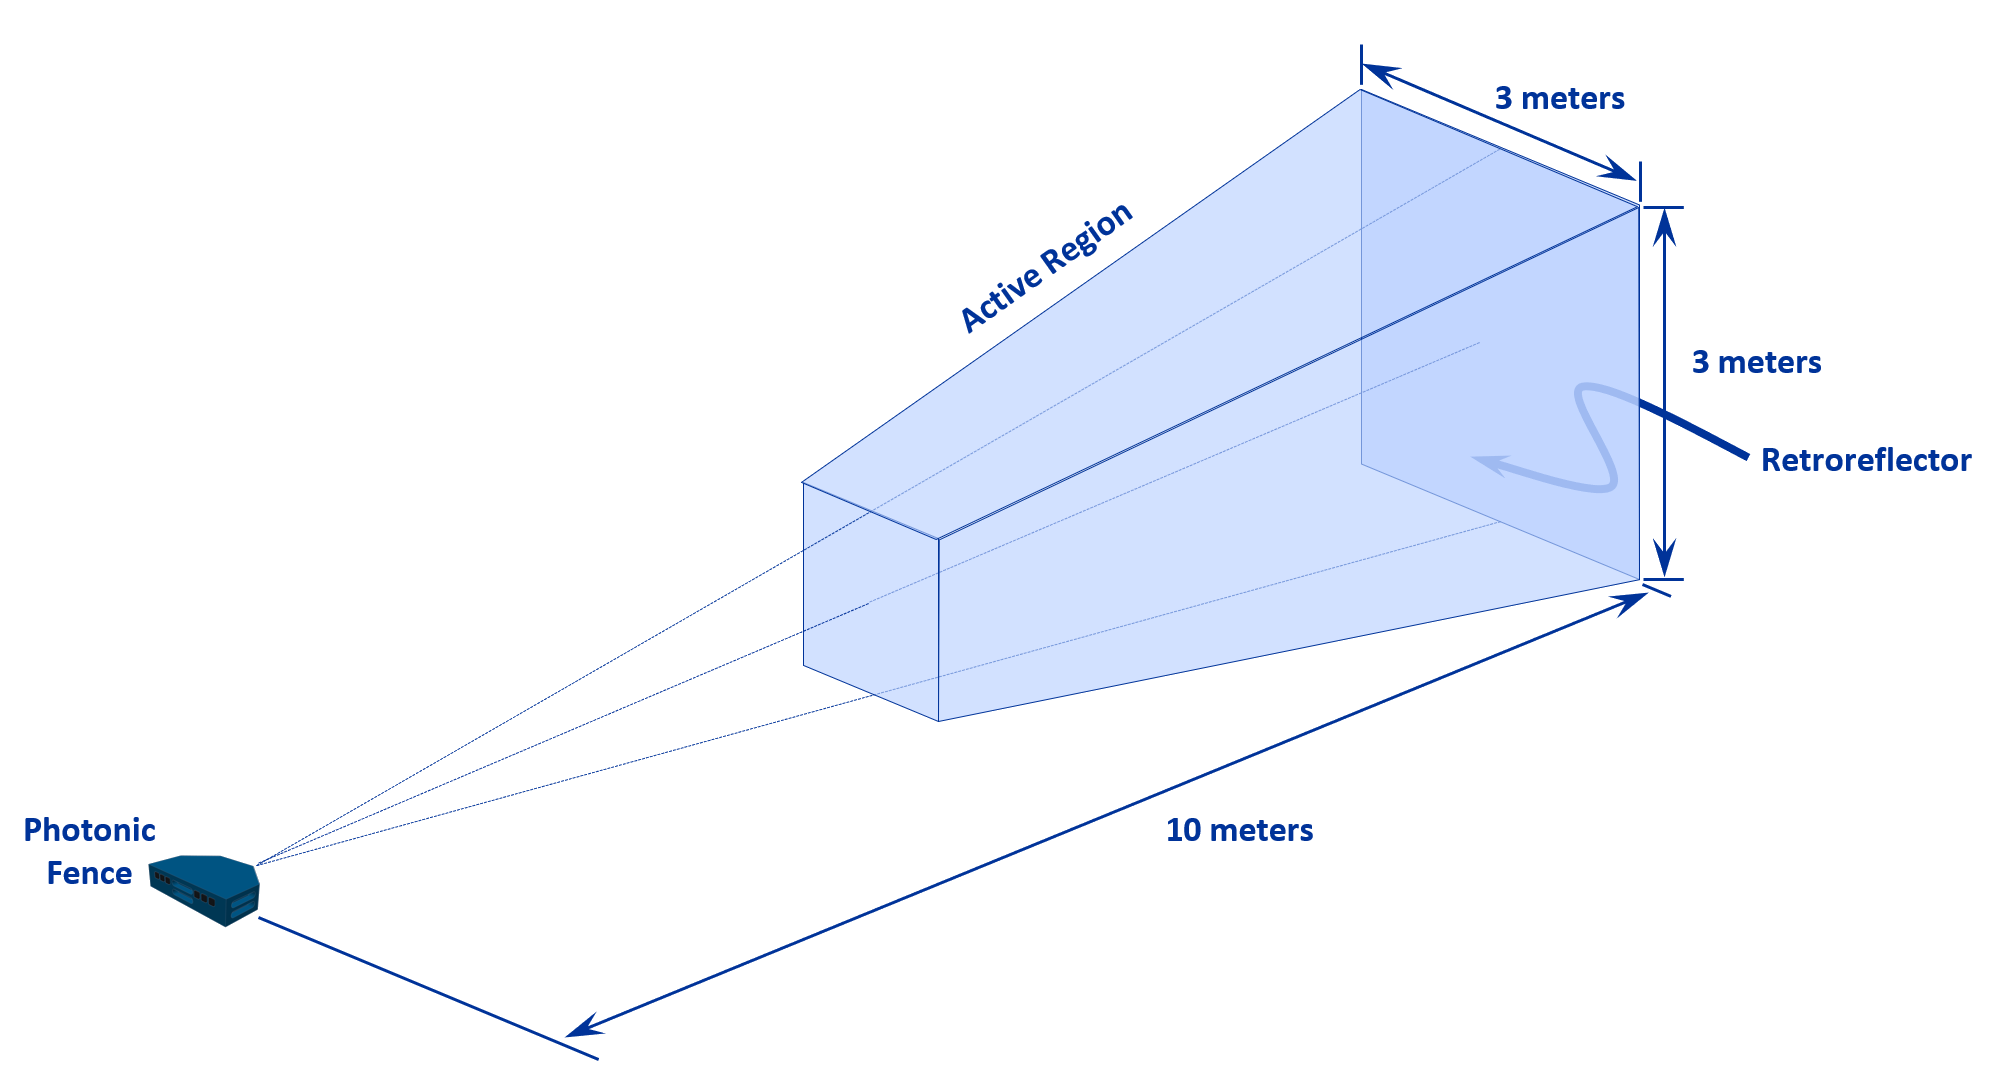 3 meters
Active Region
3 meters
Retroreflector
Photonic
Fence
10 meters